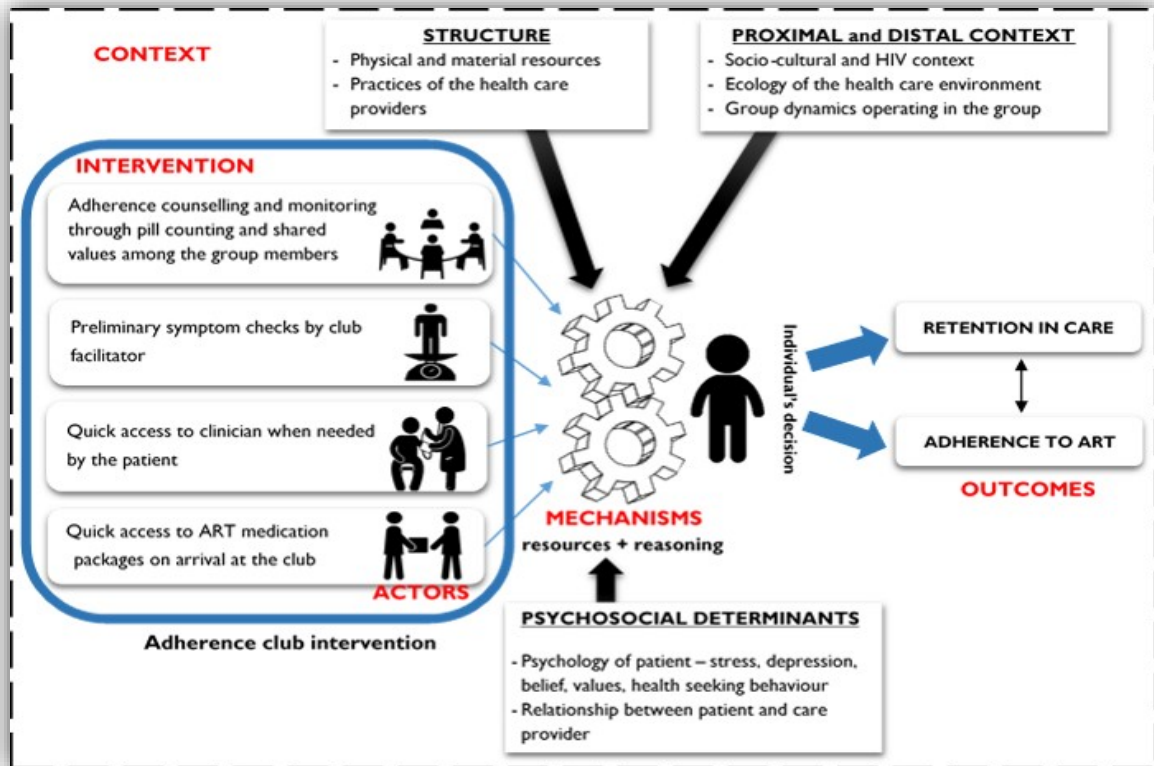 CONTEXT
STRUCTURE
- Physical and material resources
- Practices of the health care
providers
PROXIMAL and DISTAL CONTEXT
- Socio-cultural and HIV context
- Ecology of the health care environment
- Group dynamics operating in the group
INTERVENTION
Adherence counselling and monitoring
through pill counting and shared
values among the group members
Preliminary symptom checks by club
facilitator
Quick access to clinician when needed
by the patient
Quick access to ART medication
packages on arrival at the club
ACTORS
Adherence club intervention
MECHANISMS
resources + reasoning
Individual's
decision
RETENTION IN CARE
ADHERENCE TO ART
OUTCOMES
PSYCHOSOCIAL DETERMINANTS
- Psychology of patient – stress, depression,
belief, values, health seeking behaviour
- Relationship between patient and care
provider